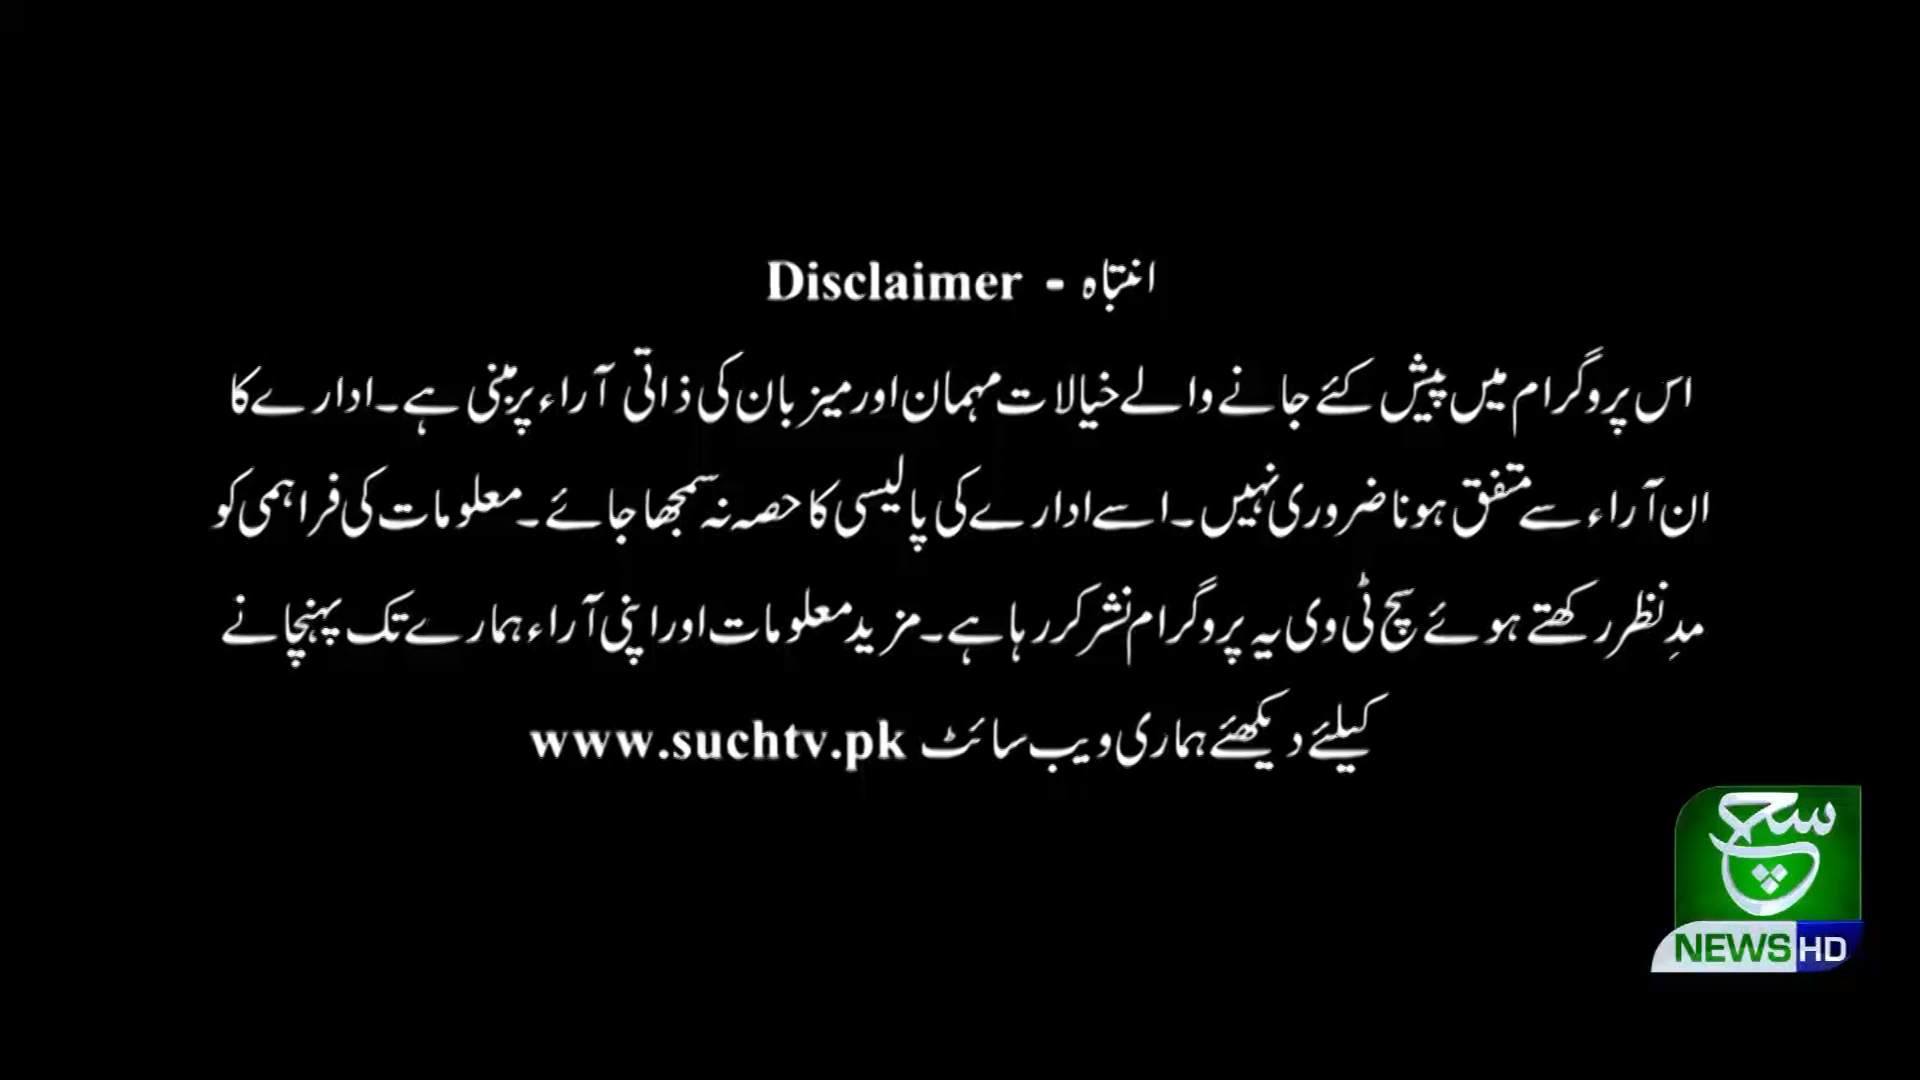 انتباہ - Disclaimer
اس پروگرام میں پیش کئے جانے والے خیالات مہمان اور میزبان کی ذاتی آراء پر مبنی ہے۔ ادارے کا
ان آراء سے متفق ہونا ضروری نہیں۔ اسے ادارے کی پالیسی کا حصہ نہ سمجھا جائے۔ معلومات کی فراہمی کو
مدِنظر رکھتے ہوئے سچ ٹی وی یہ پروگرام نشر کر رہا ہے۔ مزید معلومات اور اپنی آراء ہمارے تک پہنچانے
کیلئے دیکھئے ہماری ویب سائٹ www.suchtv.pk
سچ
NEWS HD